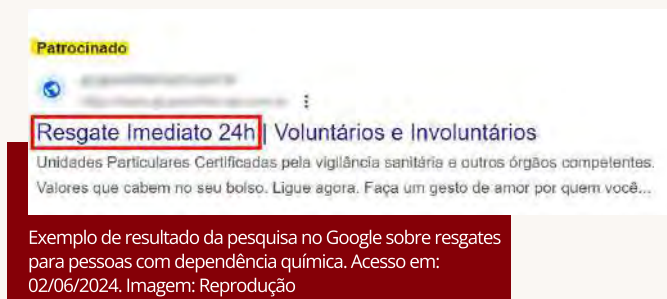 Patrocinado
Resgate Imediato 24h | Voluntários e Involuntários
Unidades Particulares Certificadas pela vigilância sanitária e outros órgãos competentes.
Valores que cabem no seu bolso. Ligue agora. Faça um gesto de amor por quem você...
Exemplo de resultado da pesquisa no Google sobre resgates
para pessoas com dependência química. Acesso em:
02/06/2024. Imagem: Reprodução